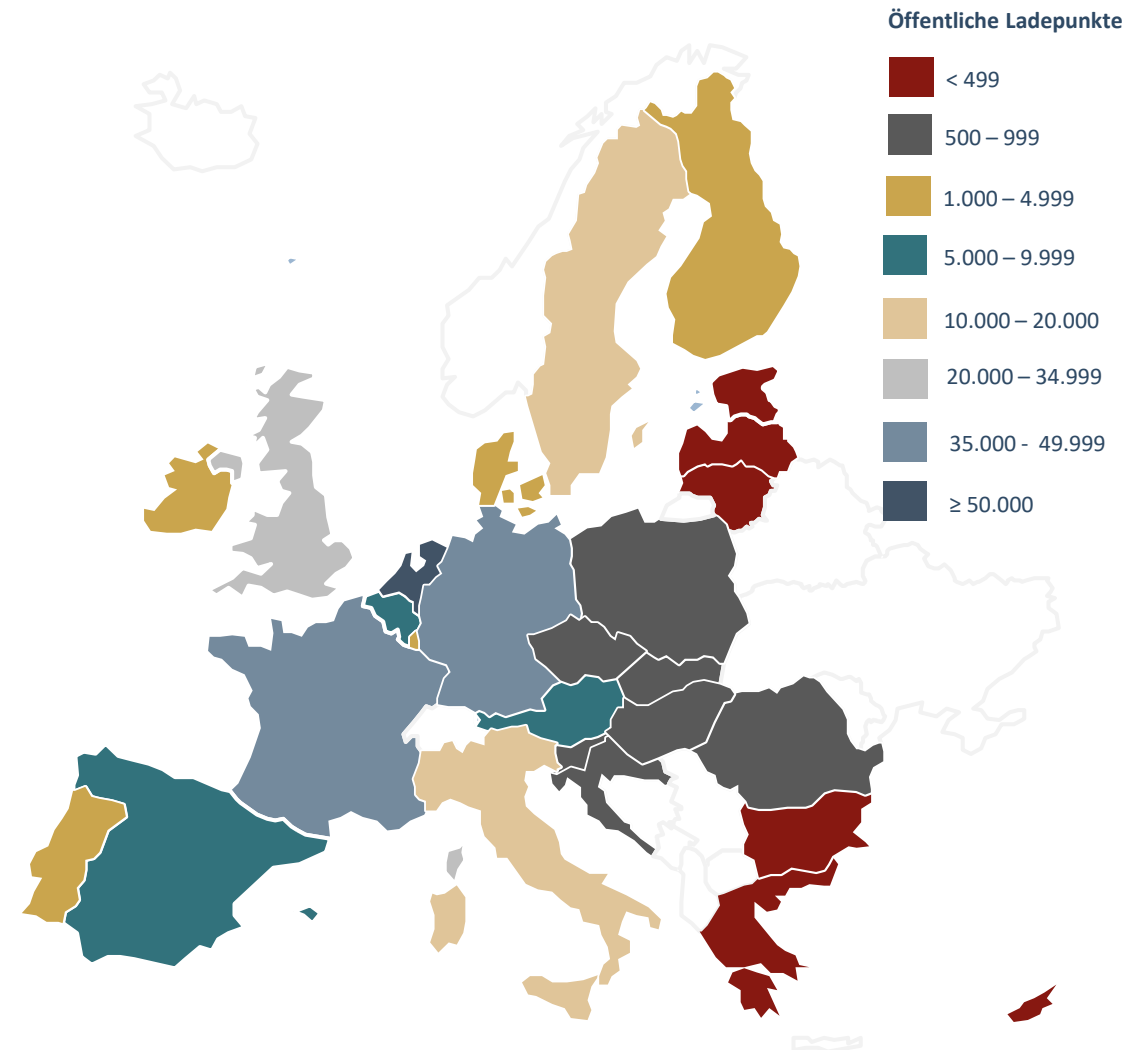 Öffentliche Ladepunkte
< 499
500 – 999
1.000 – 4.999
5.000 – 9.999
10.000 – 20.000
20.000 – 34.999
35.000 - 49.999
≥ 50.000